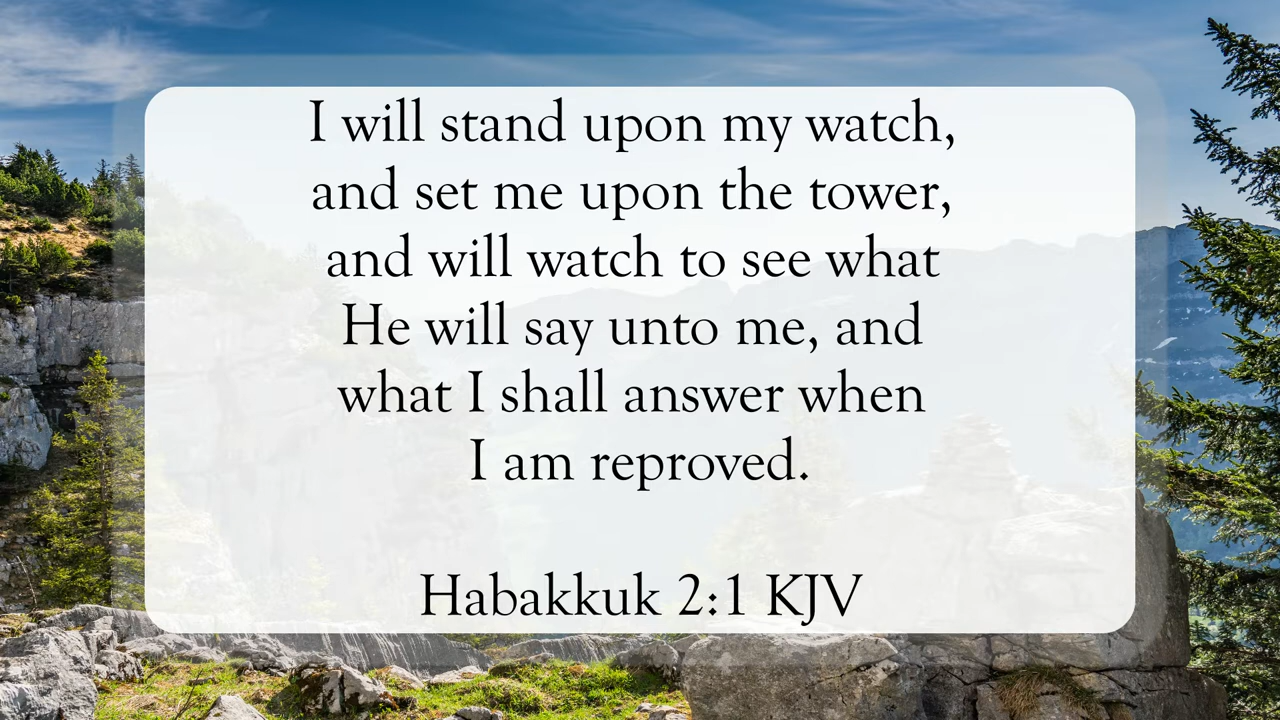 I will stand upon my watch,
and set me upon the tower,
and will watch to see what
He will say unto me, and
what I shall answer when
I am reproved.
Habakkuk 2:1 KJV